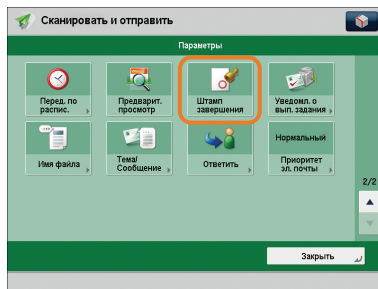 Сканировать и отправить
Параметры
Перед. по
распис.
Предварит.
просмотр
Штамп
завершения
Уведомл. о
вып. задания
Имя файла
Тема/
Сообщение
Ответить
Нормальный
Приоритет
эл. почты
2/2
Закрыть